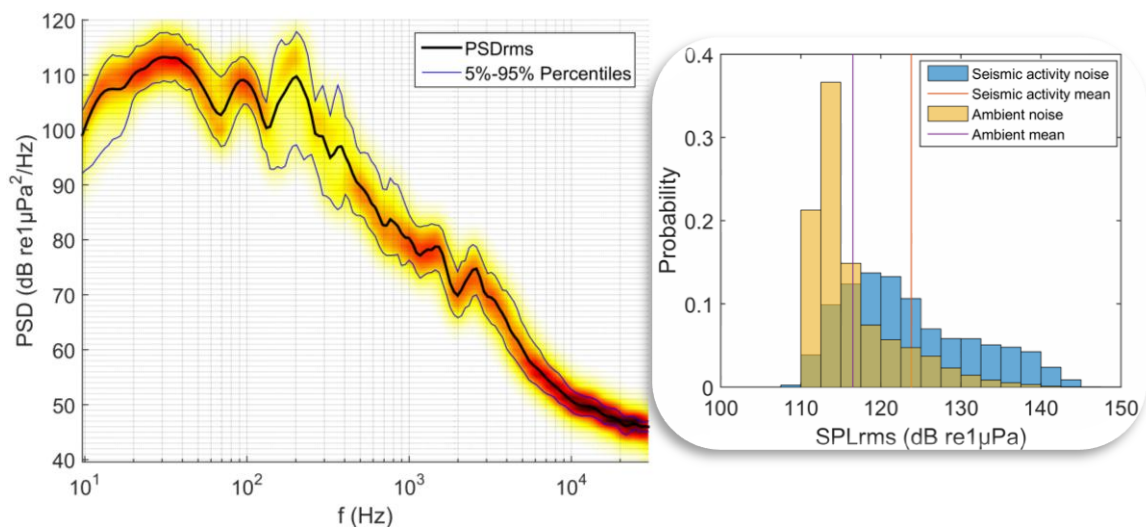 120
110
100
90
80
70
60
50
40
PSD (dB re1μPa²/Hz)
10¹
10²
10³
10⁴
f (Hz)
PSDrms
5%-95% Percentiles
0.4
0.3
0.2
0.1
0
Probability
100
110
120
130
140
150
SPLrms (dB re1μPa)
Seismic activity noise
Seismic activity mean
Ambient noise
Ambient mean